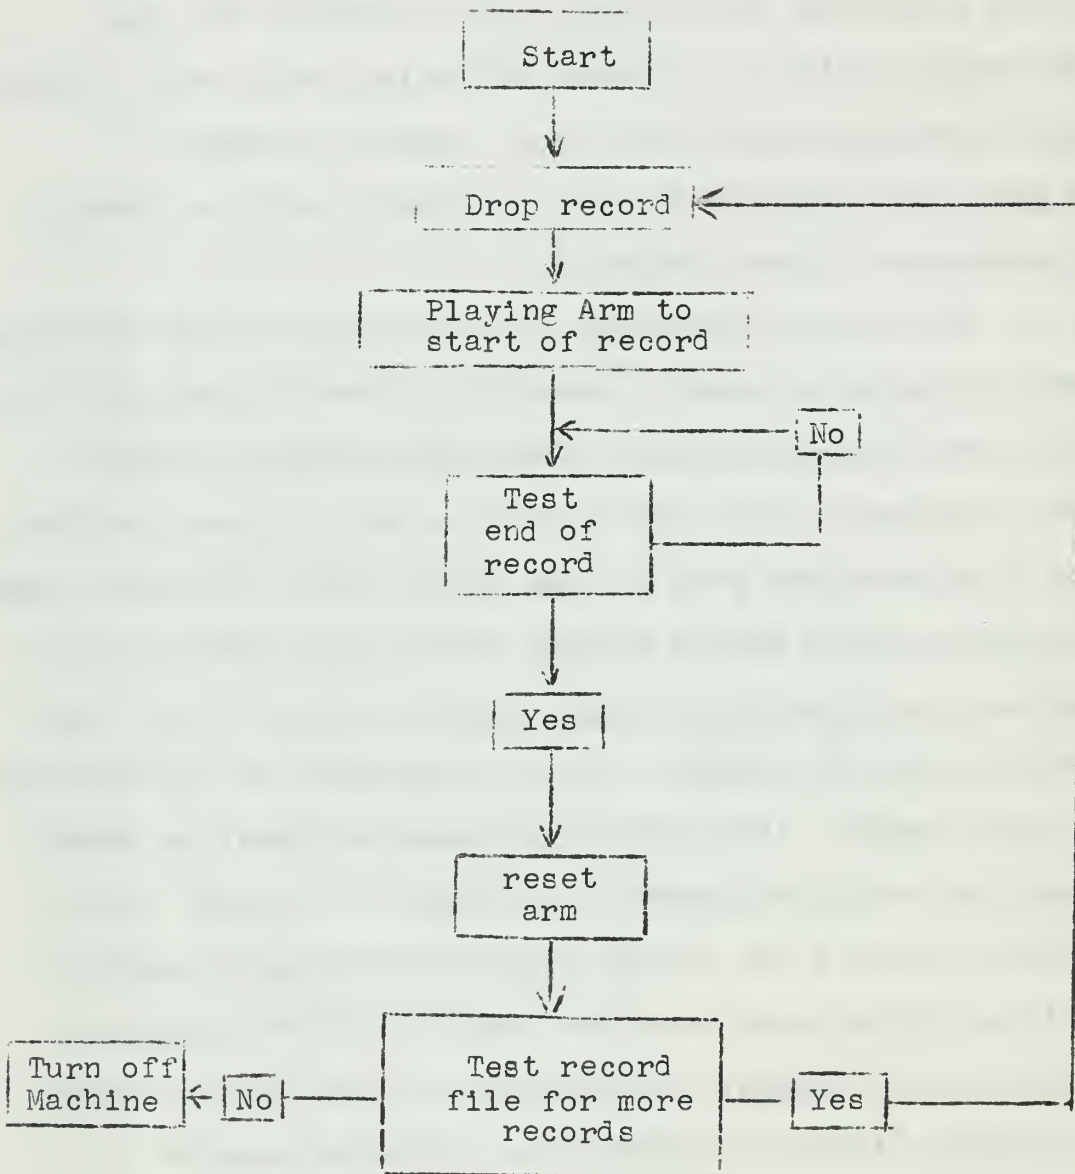 Start
Drop record
Playing Arm to
start of record
No
Test
end of
record
Yes
reset
arm
Test record
file for more
records
Yes
No
Turn off
Machine